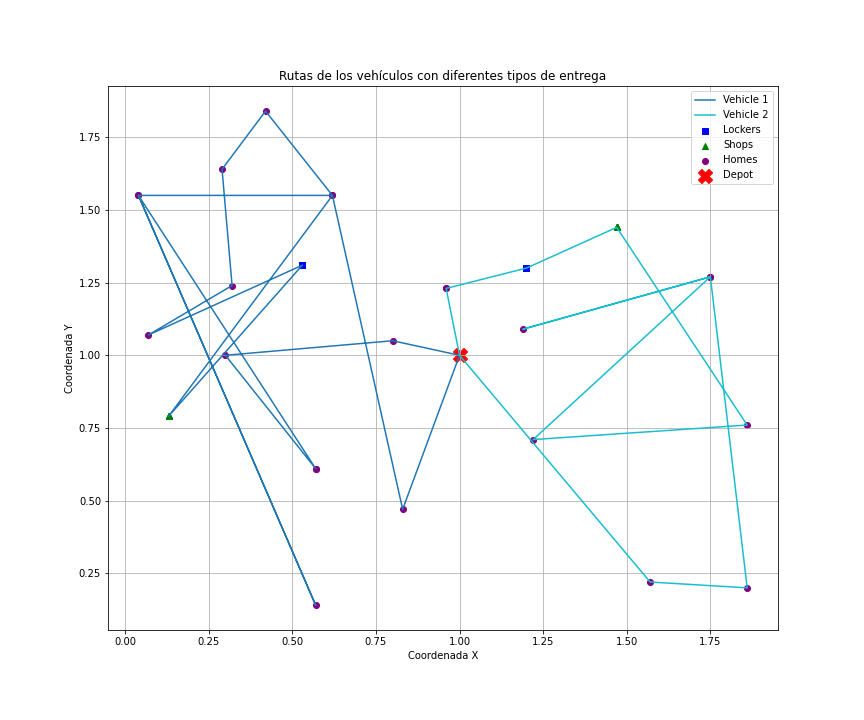 Rutas de los vehículos con diferentes tipos de entrega
Vehicle 1
Vehicle 2
Lockers
Shops
Homes
Depot
Coordenada Y
1.75
1.50
1.25
1.00
0.75
0.50
0.25
0.00 0.25 0.50 0.75 1.00 1.25 1.50 1.75
Coordenada X